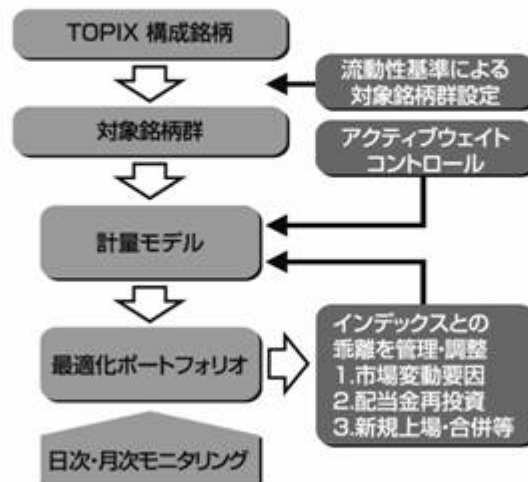 TOPIX 構成銘柄
流動性基準による
対象銘柄群設定
対象銘柄群
アクティブウェイト
コントロール
計量モデル
最適化ポートフォリオ
インデックスとの
乖離を管理・調整
1.市場変動要因
2.配当金再投資
3.新規上場・合併等
日次・月次モニタリング